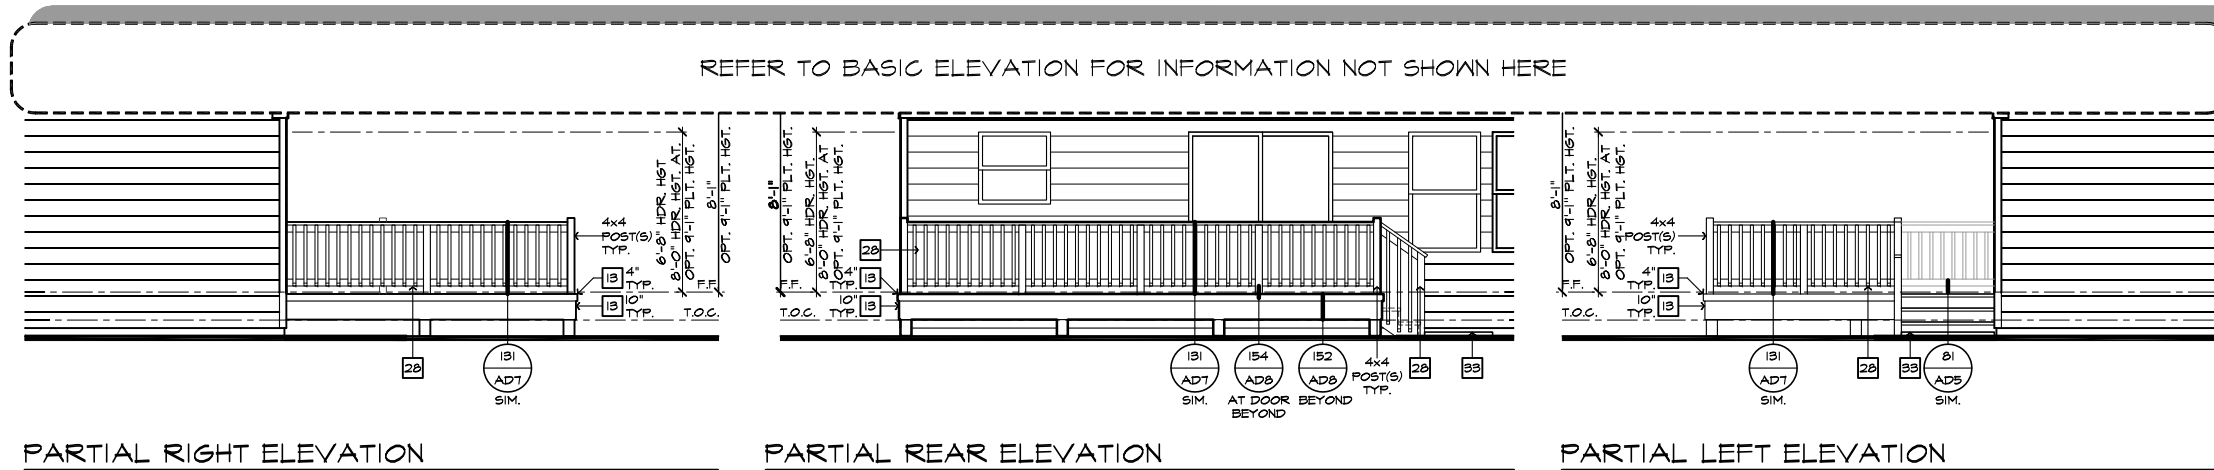 REFER TO BASIC ELEVATION FOR INFORMATION NOT SHOWN HERE
6'-8" HDR. HGT
8'-0" HDR. HGT. AT.
OPT. 9'-1" PLT. HGT.
8'-1"
OPT. 9'-1" PLT. HGT.
4x4
POST(S)
TYP.
13 4"
TYP.
13 10"
TYP.
F.F.
T.O.C.
28
131
AD7
SIM.
PARTIAL RIGHT ELEVATION
8'-1"
OPT. 9'-1" PLT. HGT.
6'-8" HDR. HGT
8'-0" HDR. HGT. AT
OPT. 9'-1" PLT. HGT.
28
4" 13
TYP.
10" 13
TYP.
F.F.
T.O.C.
131
AD7
SIM.
154
AD8
AT DOOR
BEYOND
152
AD8
BEYOND
4x4
POST(S)
TYP.
28
33
PARTIAL REAR ELEVATION
8'-1"
OPT. 9'-1" PLT. HGT.
6'-8" HDR. HGT
8'-0" HDR. HGT. AT
OPT. 9'-1" PLT. HGT.
4x4
POST(S)
TYP.
4" 13
TYP.
10" 13
TYP.
F.F.
T.O.C.
131
AD7
SIM.
28
33
81
AD5
SIM.
PARTIAL LEFT ELEVATION